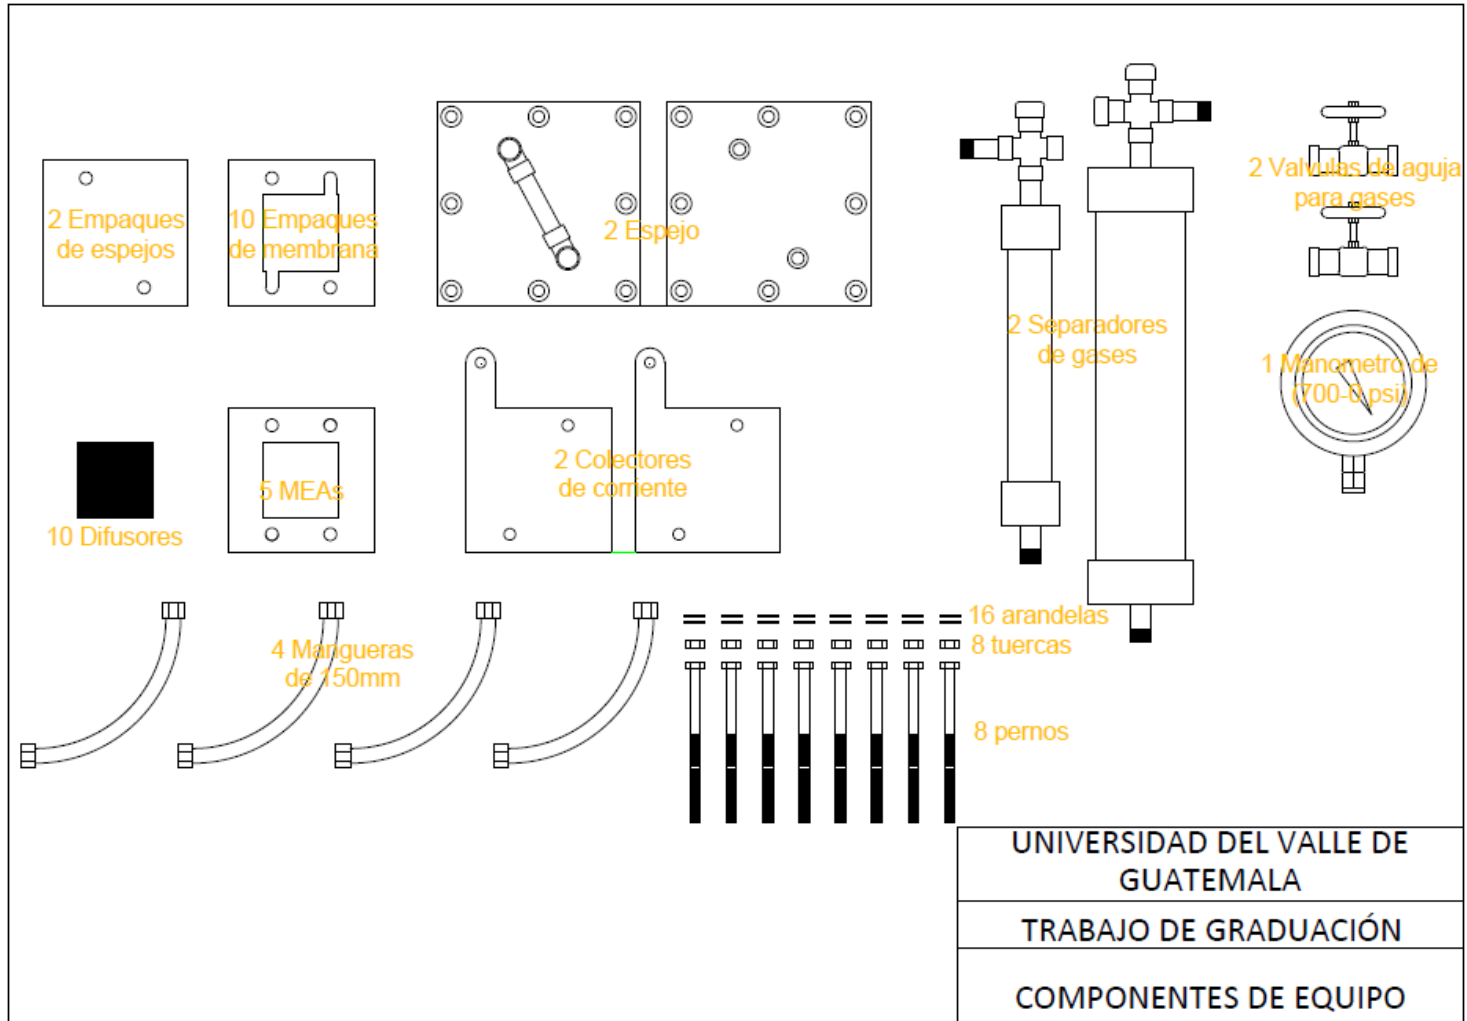 2 Empaques
de espejos
10 Empaques
de membrana
2 Espejo
2 Separadores
de gases
2 Valvulas de aguja
para gases
1 Manometro de
(700-0 psi)
10 Difusores
5 MEAs
2 Colectores
de corriente
4 Mangueras
de 150mm
16 arandelas
8 tuercas
8 pernos
UNIVERSIDAD DEL VALLE DE
GUATEMALA
TRABAJO DE GRADUACIÓN
COMPONENTES DE EQUIPO